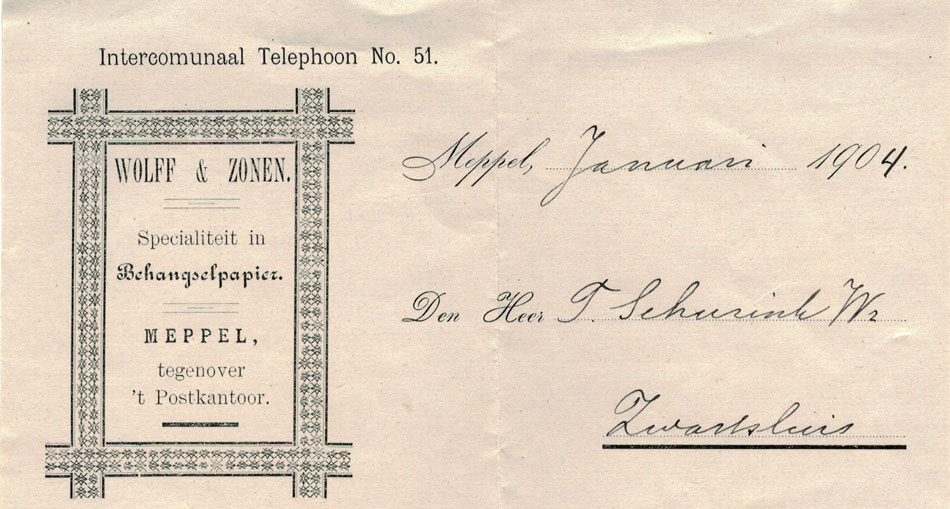 Intercomunaal Telephoon No. 51.
WOLFF & ZONEN.
Specialiteit in
Behangselpapier.
MEPPEL,
tegenover
't Postkantoor.
Meppel, Januari 1904.
Den Heer T. Schurink Wz
Zwartsluis